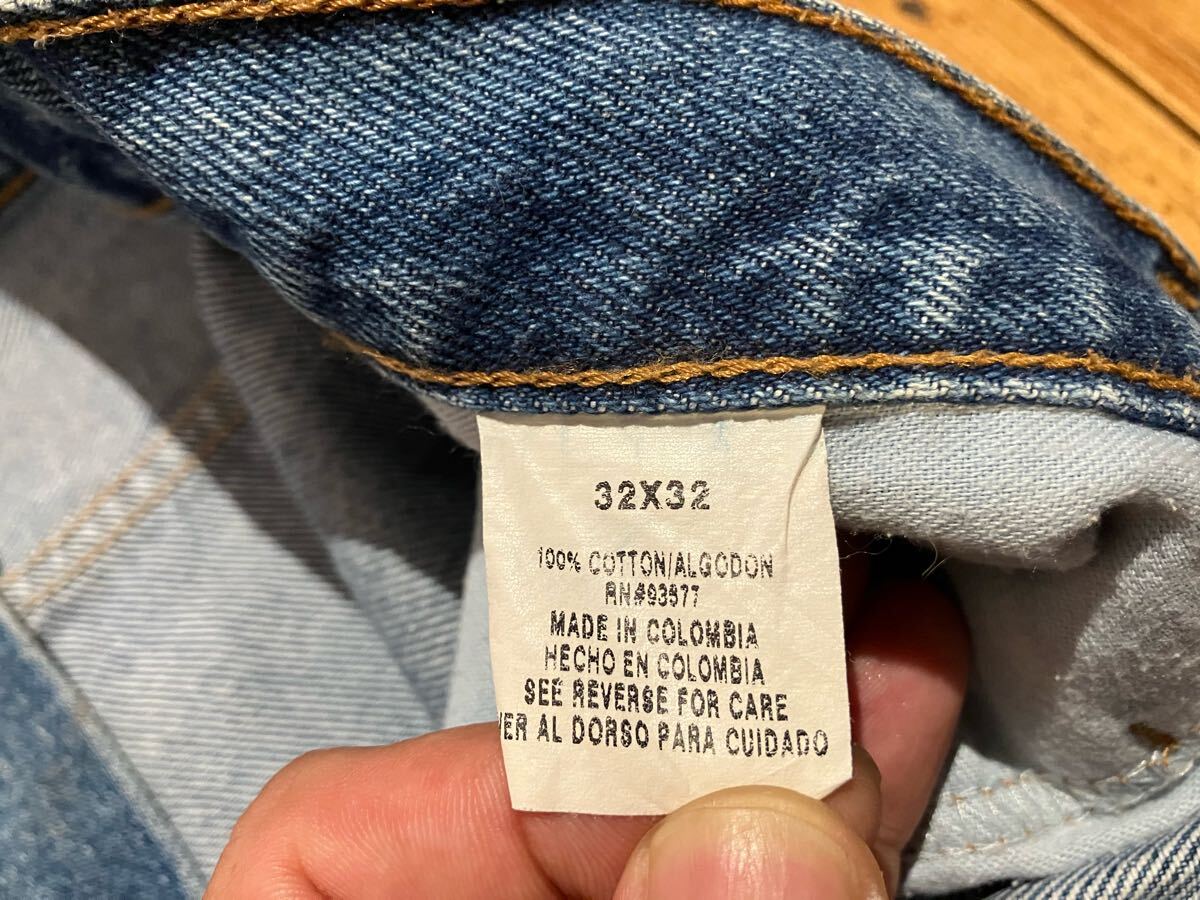 32X32
100% COTTON/ALGODON
RN#93677
MADE IN COLOMBIA
HECHO EN COLOMBIA
SEE REVERSE FOR CARE
VER AL DORSO PARA CUIDADO